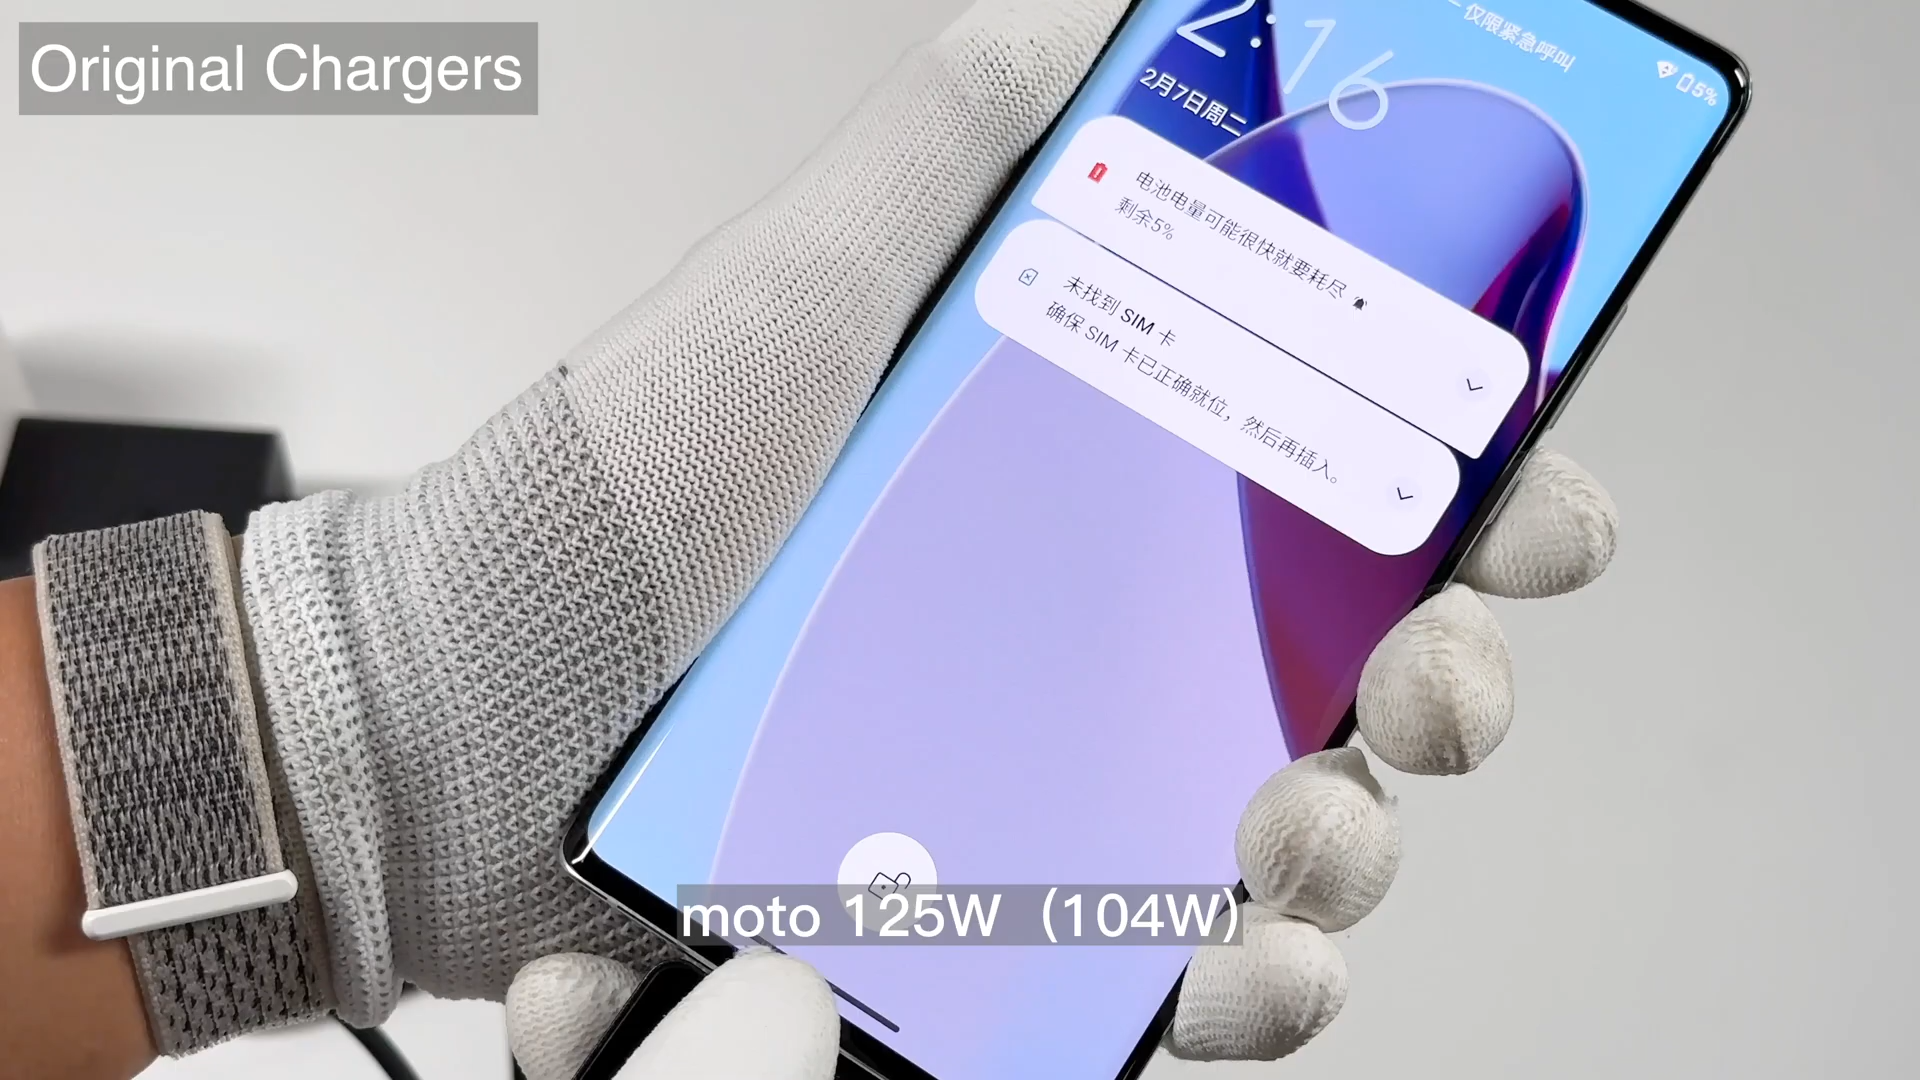 Original Chargers
仅限紧急呼叫
5%
2:16
2月7日周二
电池电量可能很快就要耗尽
剩余5%
未找到 SIM 卡
确保 SIM 卡已正确就位，然后再插入。
moto 125W (104W)